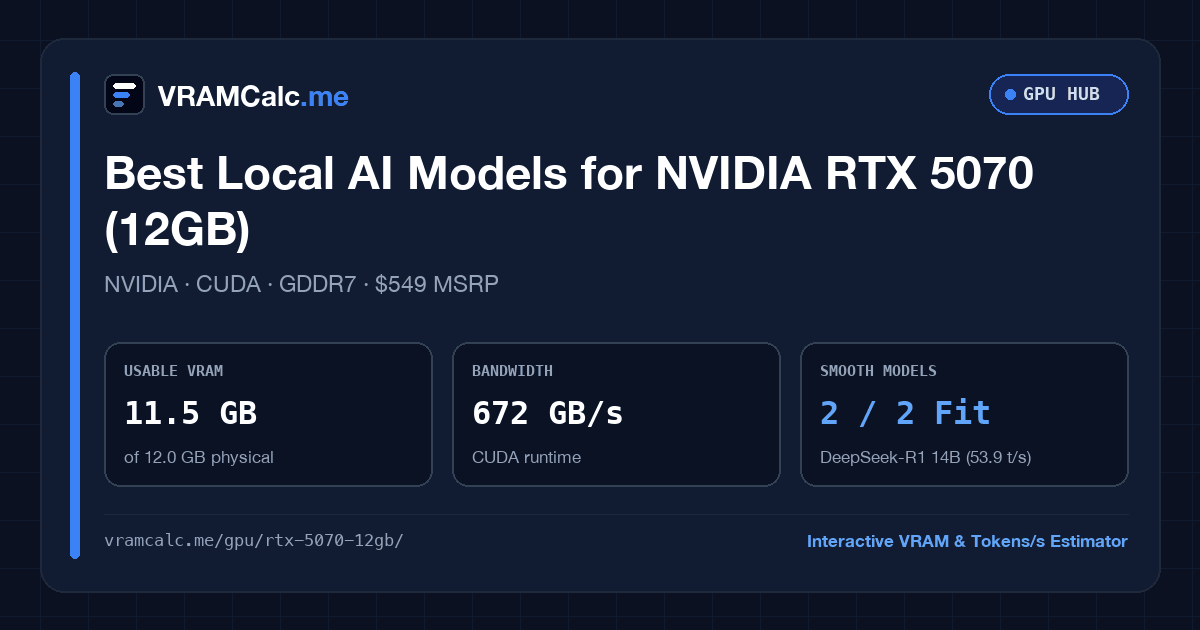 VRAMCalc.me
GPU HUB
Best Local AI Models for NVIDIA RTX 5070
(12GB)
NVIDIA · CUDA · GDDR7 · $549 MSRP
USABLE VRAM
11.5 GB
of 12.0 GB physical
BANDWIDTH
672 GB/s
CUDA runtime
SMOOTH MODELS
2 / 2 Fit
DeepSeek-R1 14B (53.9 t/s)
vramcalc.me/gpu/rtx-5070-12gb/
Interactive VRAM & Tokens/s Estimator